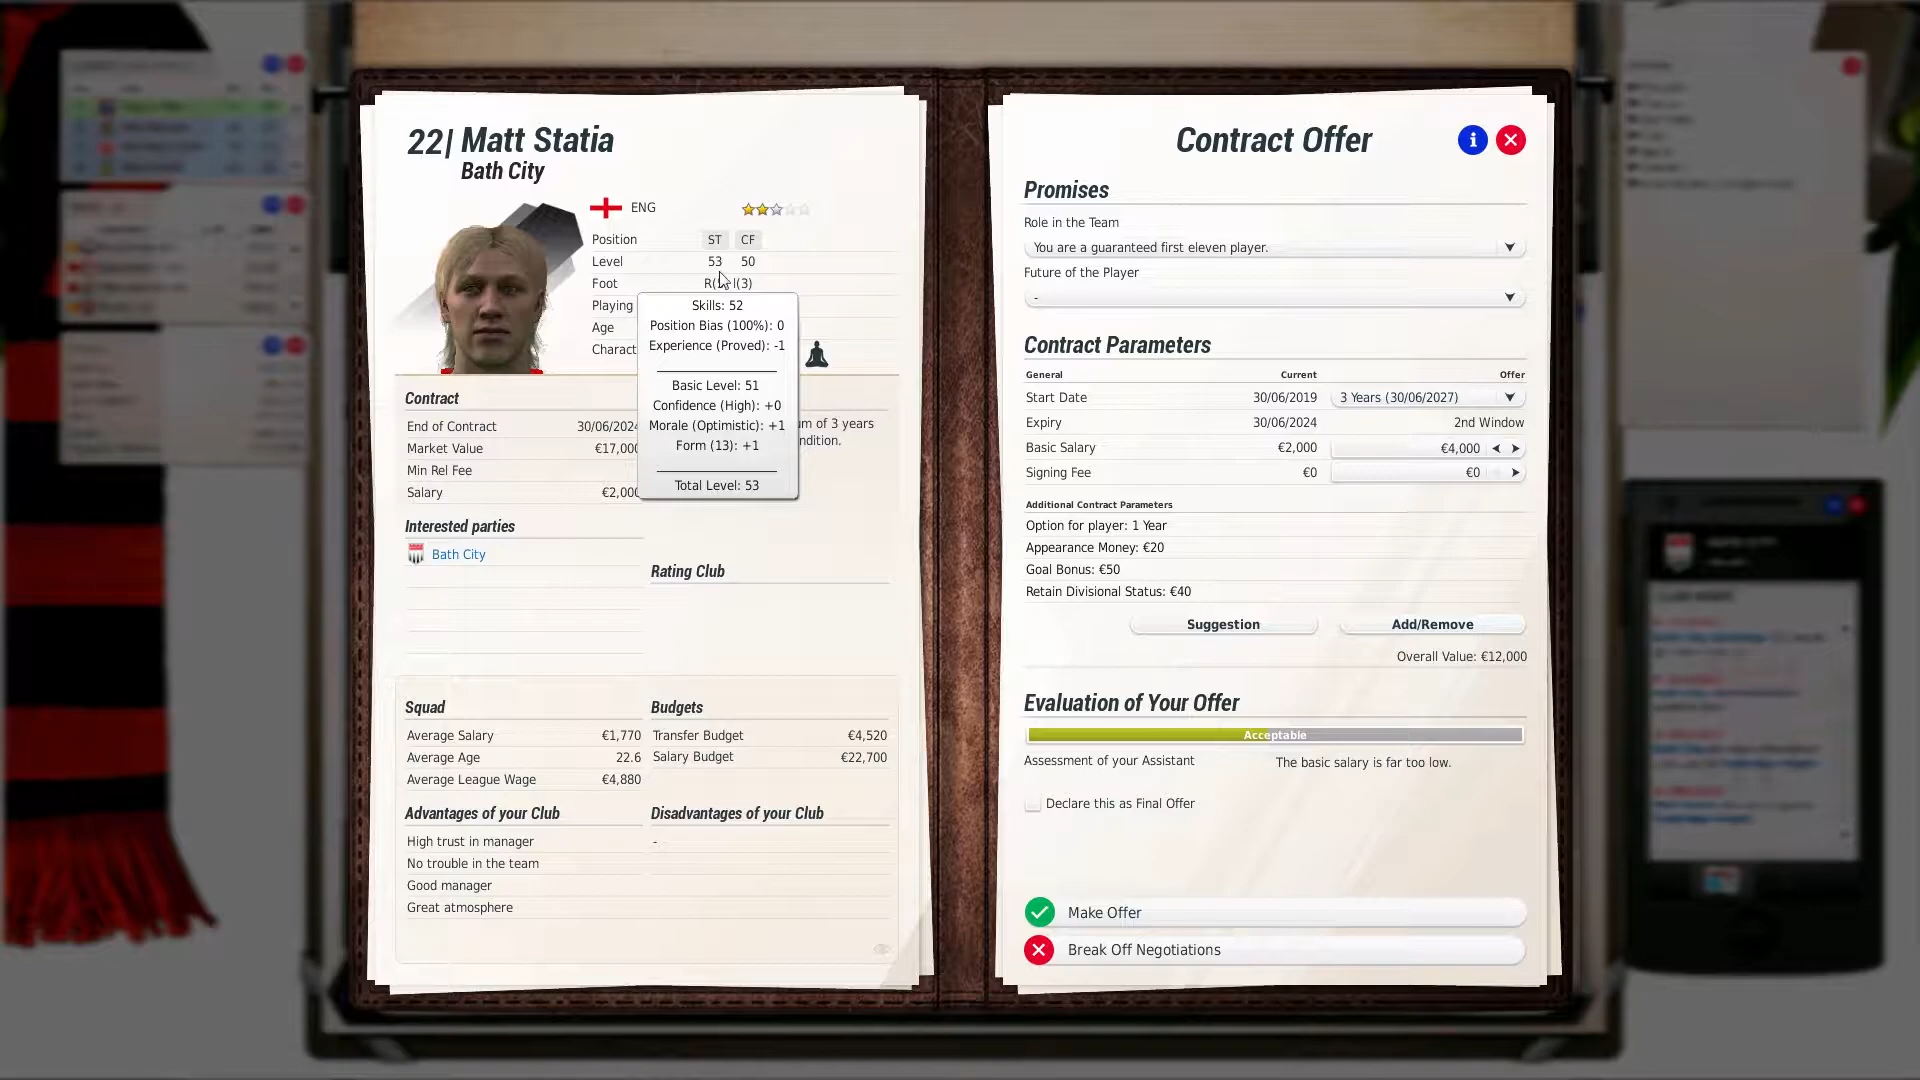 22| Matt Statia
Bath City
ENG
Position ST CF
Level 53 50
Foot R( l(3)
Playing
Age
Charact
Skills: 52
Position Bias (100%): 0
Experience (Proved): -1
Basic Level: 51
Confidence (High): +0
Morale (Optimistic): +1
Form (13): +1
Total Level: 53
Contract
End of Contract 30/06/2024
Market Value €17,000
Min Rel Fee
Salary €2,000
um of 3 years
ndition.
Interested parties
Bath City
Rating Club
Squad
Average Salary €1,770
Average Age 22.6
Average League Wage €4,880
Budgets
Transfer Budget €4,520
Salary Budget €22,700
Advantages of your Club
High trust in manager
No trouble in the team
Good manager
Great atmosphere
Disadvantages of your Club
-
Contract Offer
Promises
Role in the Team
You are a guaranteed first eleven player.
Future of the Player
-
Contract Parameters
General Current Offer
Start Date 30/06/2019 3 Years (30/06/2027)
Expiry 30/06/2024 2nd Window
Basic Salary €2,000 €4,000
Signing Fee €0 €0
Additional Contract Parameters
Option for player: 1 Year
Appearance Money: €20
Goal Bonus: €50
Retain Divisional Status: €40
Suggestion Add/Remove
Overall Value: €12,000
Evaluation of Your Offer
Acceptable
Assessment of your Assistant The basic salary is far too low.
Declare this as Final Offer
Make Offer
Break Off Negotiations